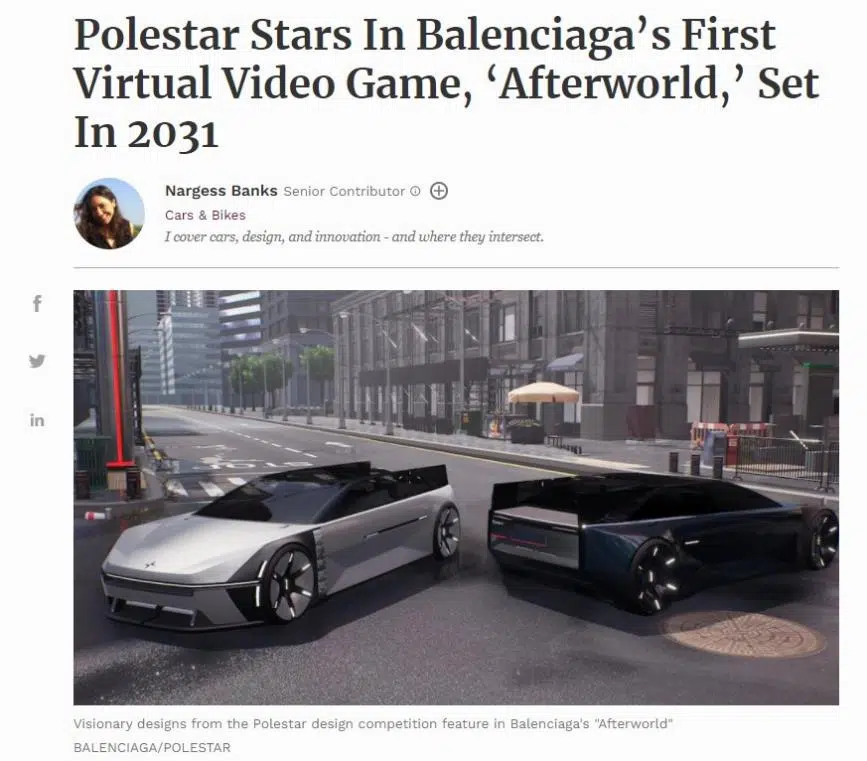 Polestar Stars In Balenciaga’s First
Virtual Video Game, ‘Afterworld,’ Set
In 2031
Nargess Banks Senior Contributor
Cars & Bikes
I cover cars, design, and innovation - and where they intersect.
f
in
Visionary designs from the Polestar design competition feature in Balenciaga's "Afterworld"
BALENCIAGA/POLESTAR